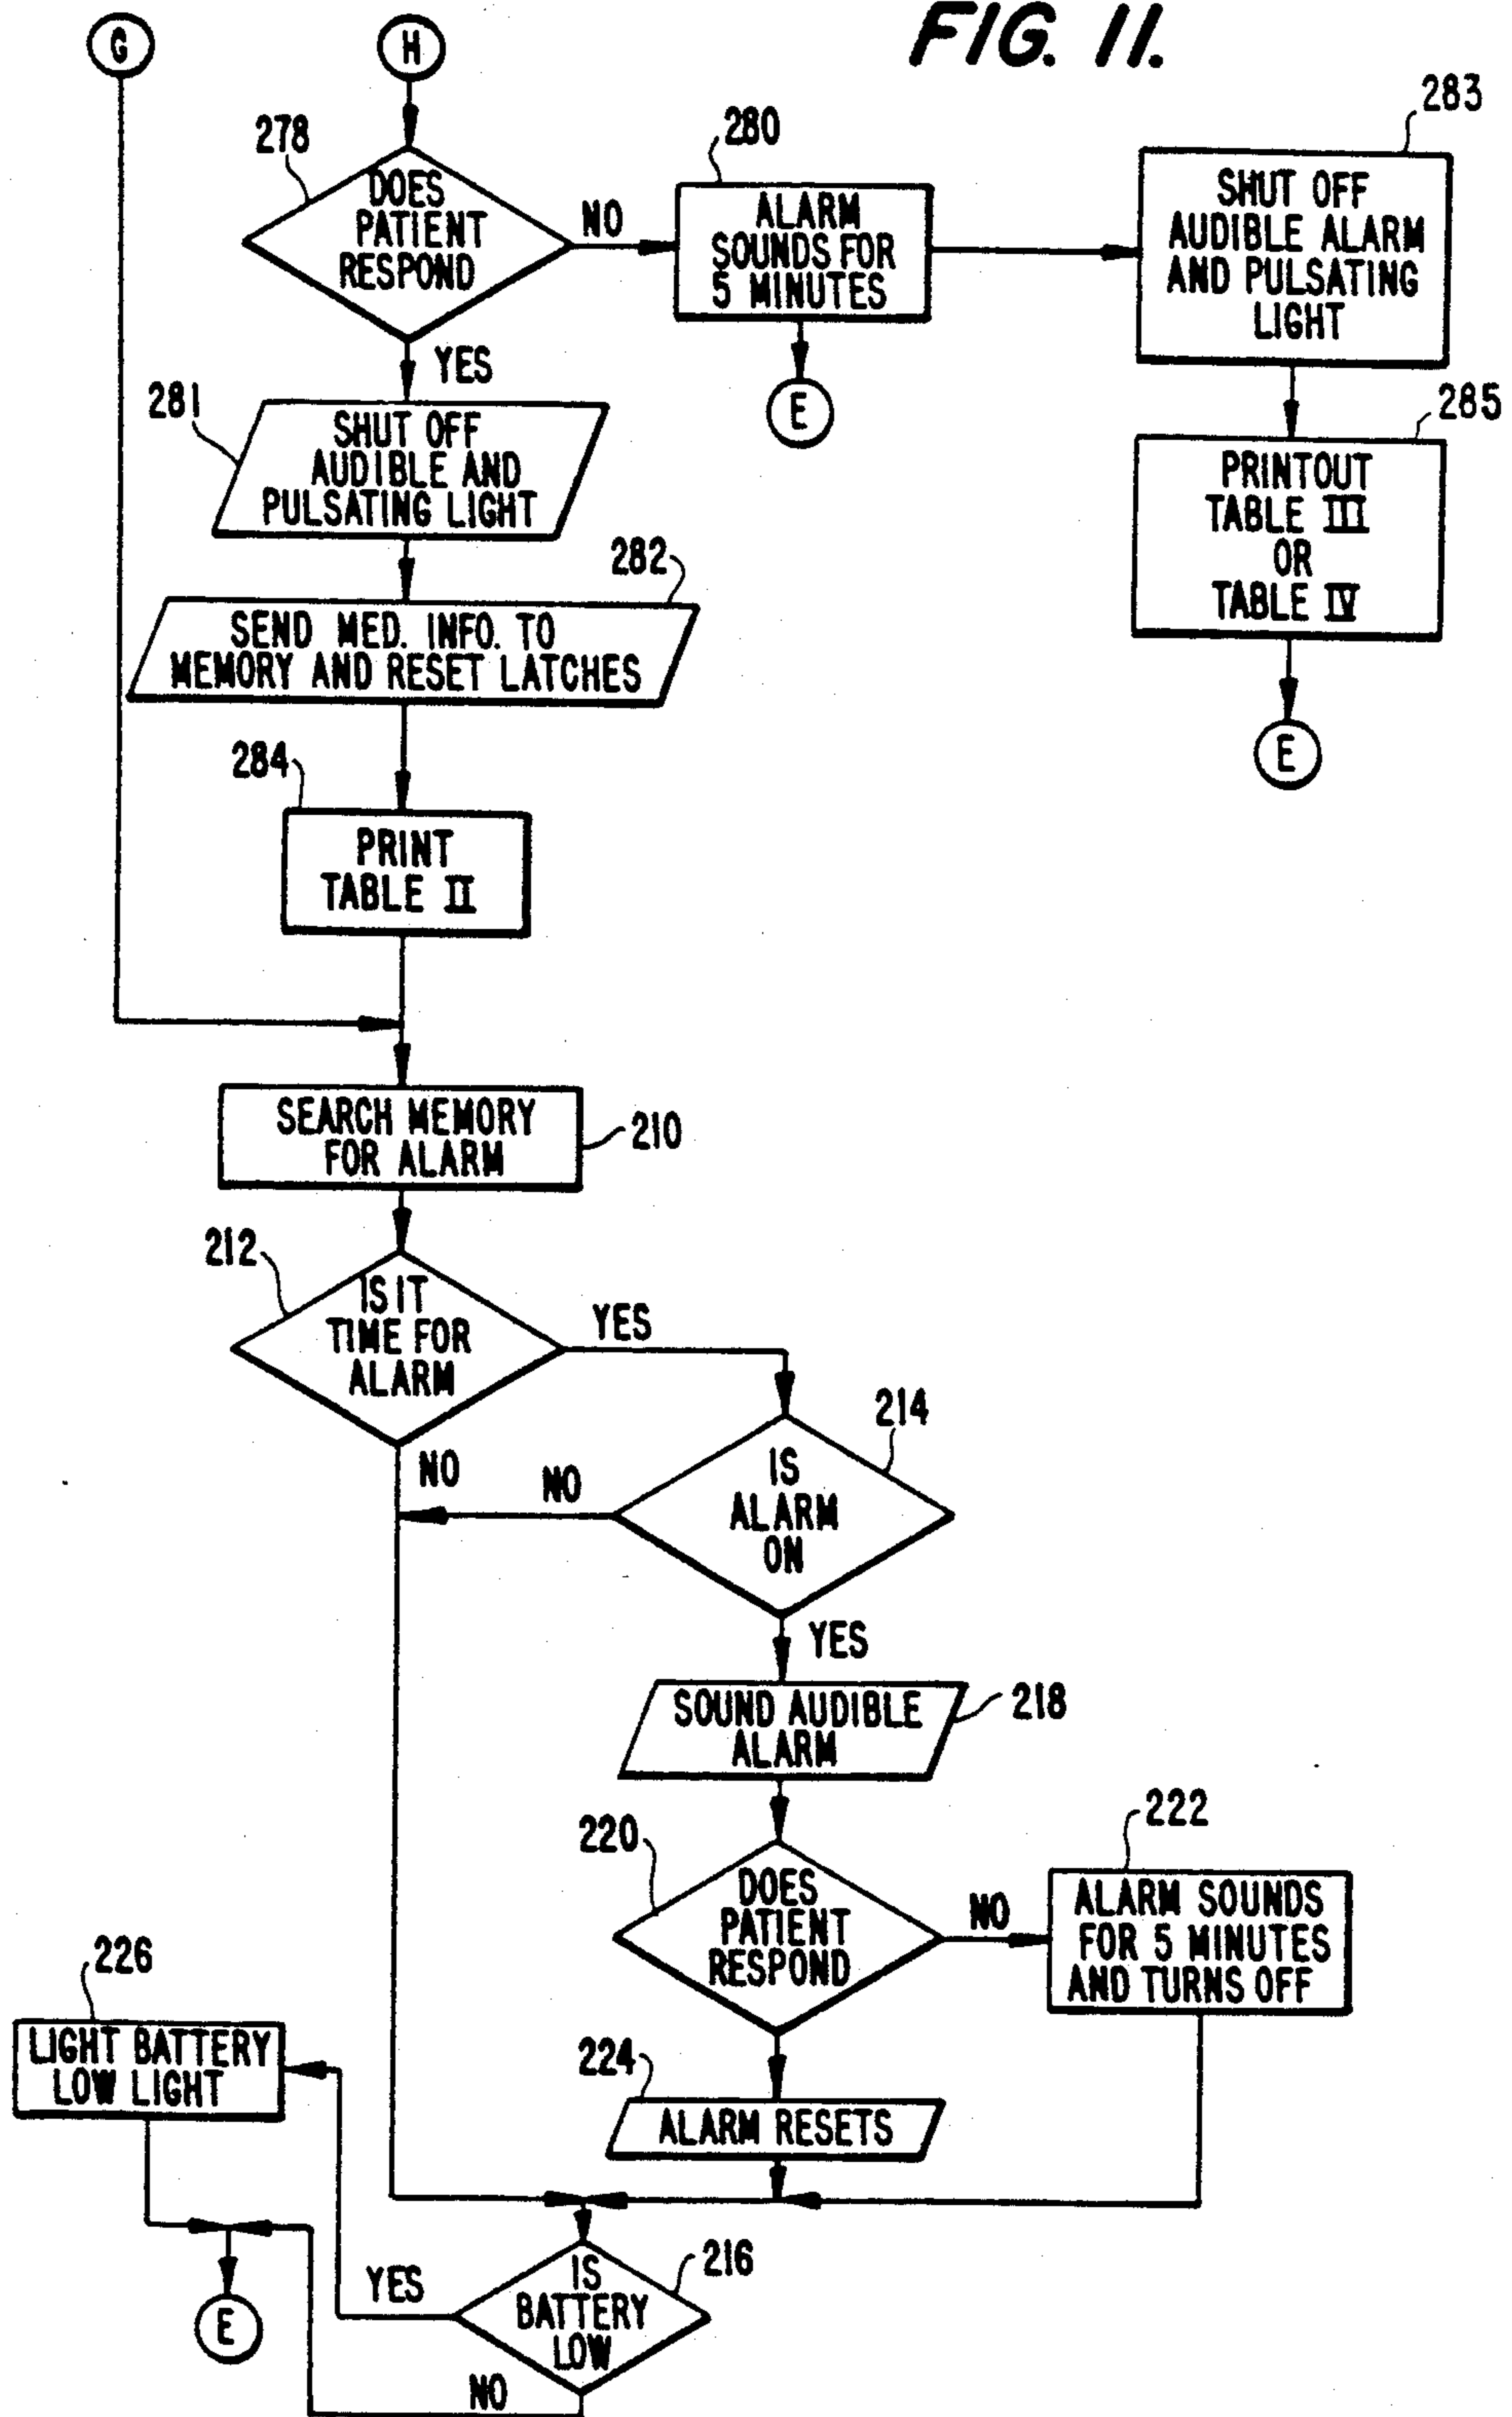 FIG. 11.
G
H
278
DOES
PATIENT
RESPOND
NO
280
ALARM
SOUNDS FOR
5 MINUTES
E
283
SHUT OFF
AUDIBLE ALARM
AND PULSATING
LIGHT
285
PRINTOUT
TABLE III
OR
TABLE IV
E
YES
281
SHUT OFF
AUDIBLE AND
PULSATING LIGHT
282
SEND MED. INFO. TO
MEMORY AND RESET LATCHES
284
PRINT
TABLE II
SEARCH MEMORY
FOR ALARM
210
212
IS IT
TIME FOR
ALARM
YES
NO
214
IS
ALARM
ON
NO
YES
SOUND AUDIBLE
ALARM
218
220
DOES
PATIENT
RESPOND
NO
222
ALARM SOUNDS
FOR 5 MINUTES
AND TURNS OFF
224
ALARM RESETS
226
LIGHT BATTERY
LOW LIGHT
216
IS
BATTERY
LOW
YES
NO
E